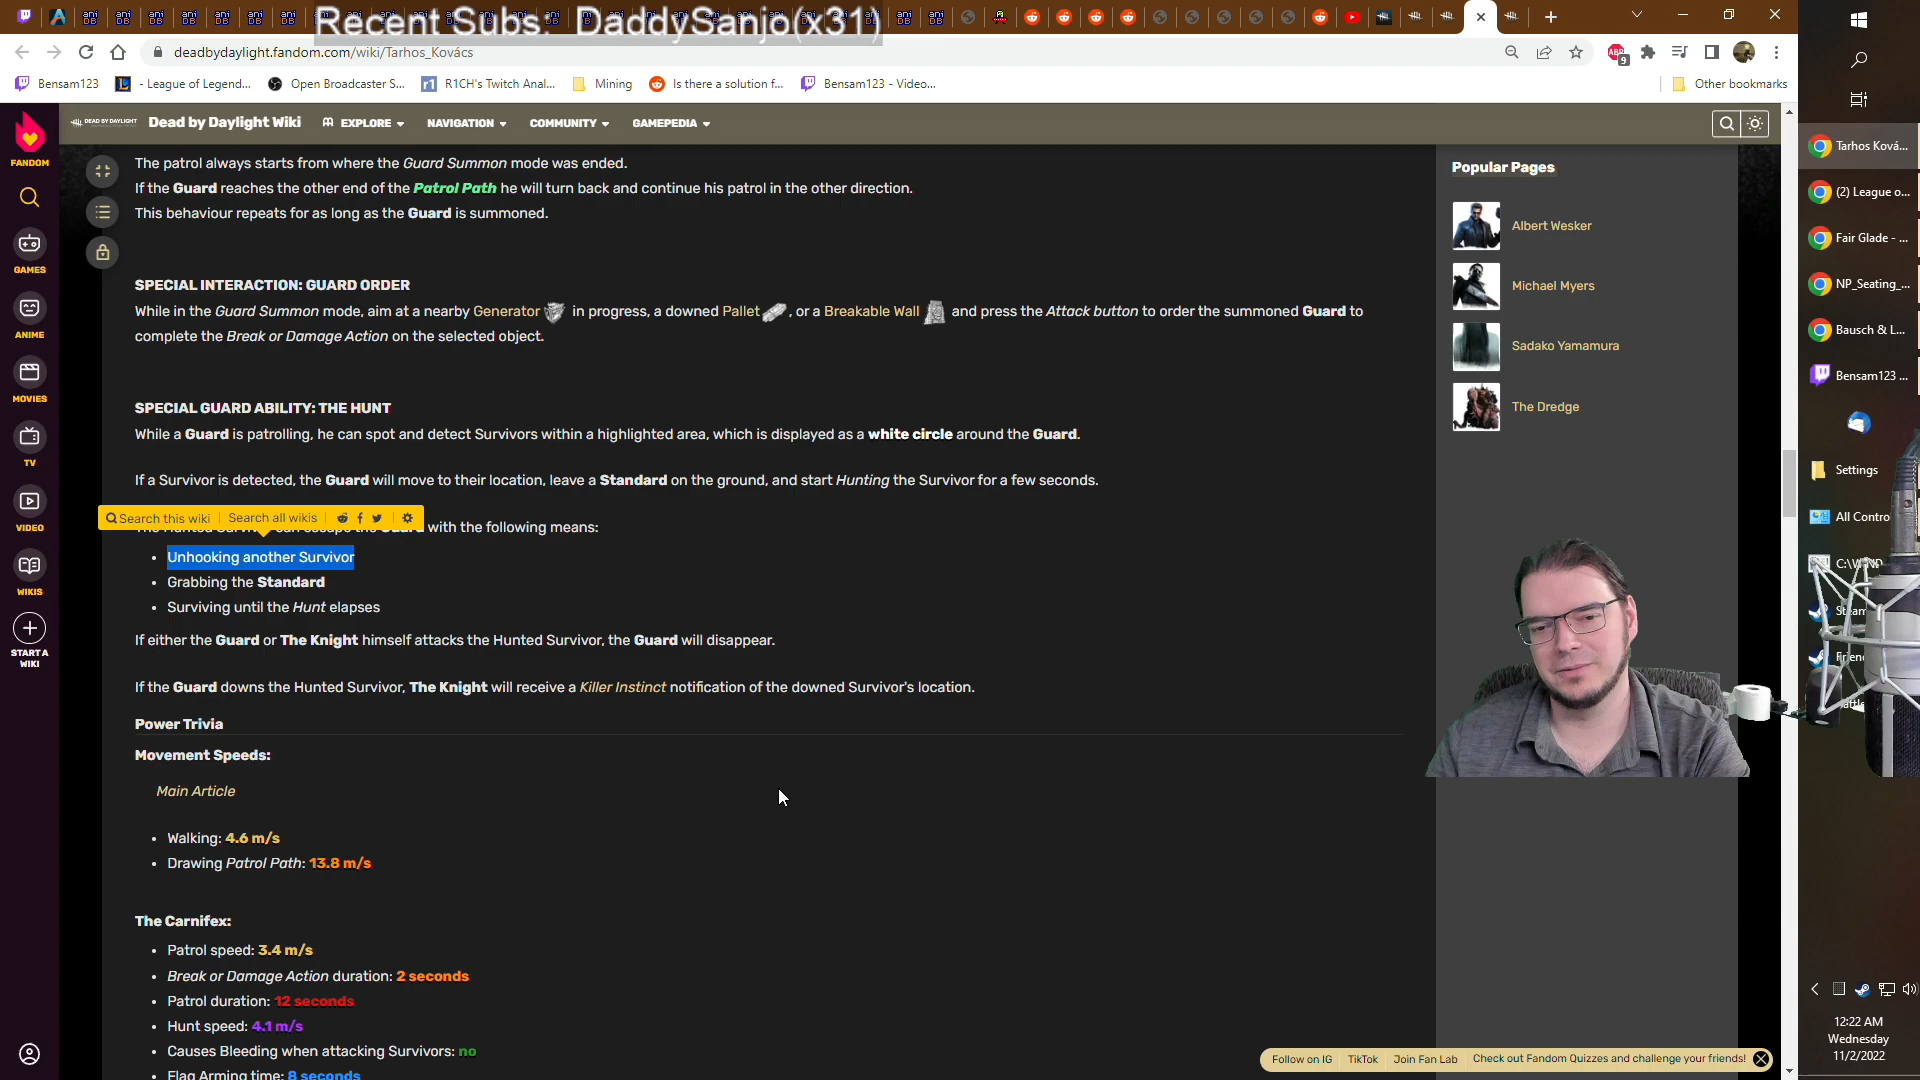 Recent Subs: DaddySanjo(x31)
deadbydaylight.fandom.com/wiki/Tarhos_Kovács
ABP
9
Bensam123
- League of Legend...
Open Broadcaster S...
r1
R1CH's Twitch Anal...
Mining
Is there a solution f...
Bensam123 - Video...
Other bookmarks
FANDOM
DEAD BY DAYLIGHT
Dead by Daylight Wiki
EXPLORE
NAVIGATION
COMMUNITY
GAMEPEDIA
GAMES
ANIME
MOVIES
TV
VIDEO
WIKIS
START A
WIKI
The patrol always starts from where the Guard Summon mode was ended.
If the Guard reaches the other end of the Patrol Path he will turn back and continue his patrol in the other direction.
This behaviour repeats for as long as the Guard is summoned.
SPECIAL INTERACTION: GUARD ORDER
While in the Guard Summon mode, aim at a nearby Generator in progress, a downed Pallet , or a Breakable Wall and press the Attack button to order the summoned Guard to
complete the Break or Damage Action on the selected object.
SPECIAL GUARD ABILITY: THE HUNT
While a Guard is patrolling, he can spot and detect Survivors within a highlighted area, which is displayed as a white circle around the Guard.
If a Survivor is detected, the Guard will move to their location, leave a Standard on the ground, and start Hunting the Survivor for a few seconds.
Search this wiki
Search all wikis
with the following means:
Unhooking another Survivor
Grabbing the Standard
Surviving until the Hunt elapses
If either the Guard or The Knight himself attacks the Hunted Survivor, the Guard will disappear.
If the Guard downs the Hunted Survivor, The Knight will receive a Killer Instinct notification of the downed Survivor's location.
Power Trivia
Movement Speeds:
Main Article
Walking: 4.6 m/s
Drawing Patrol Path: 13.8 m/s
The Carnifex:
Patrol speed: 3.4 m/s
Break or Damage Action duration: 2 seconds
Patrol duration: 12 seconds
Hunt speed: 4.1 m/s
Causes Bleeding when attacking Survivors: no
Flag Arming time: 8 seconds
Popular Pages
Albert Wesker
Michael Myers
Sadako Yamamura
The Dredge
Follow on IG
TikTok
Join Fan Lab
Check out Fandom Quizzes and challenge your friends!
Tarhos Ková...
(2) League o...
Fair Glade - ...
NP_Seating_...
Bausch & L...
Bensam123 ...
Settings
All Contro
12:22 AM
Wednesday
11/2/2022